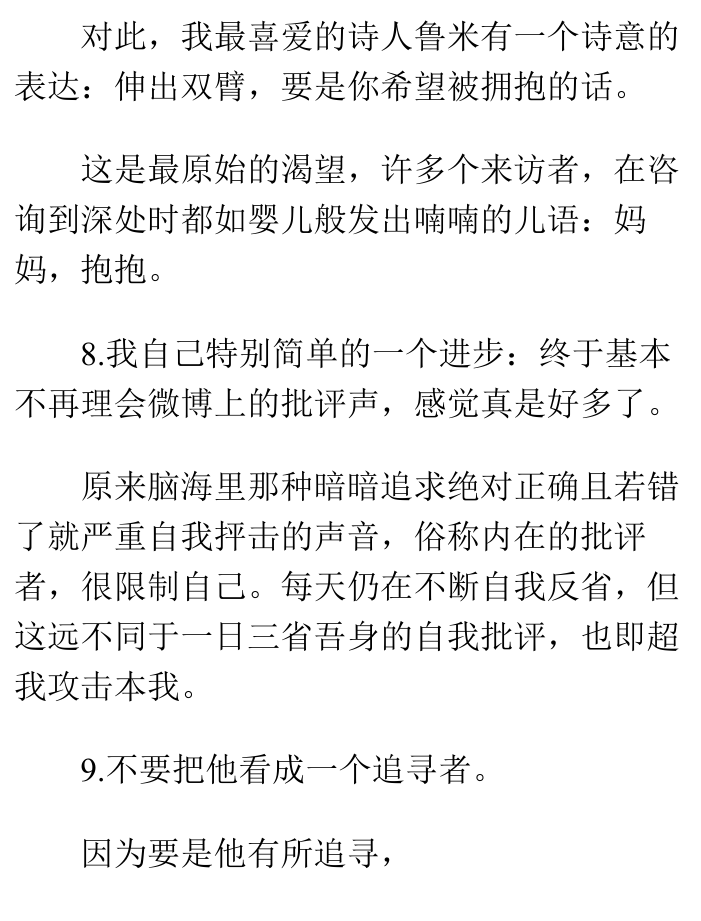 对此，我最喜爱的诗人鲁米有一个诗意的
表达：伸出双臂，要是你希望被拥抱的话。
这是最原始的渴望，许多个来访者，在咨
询到深处时都如婴儿般发出喃喃的儿语：妈
妈，抱抱。
8.我自己特别简单的一个进步：终于基本
不再理会微博上的批评声，感觉真是好多了。
原来脑海里那种暗暗追求绝对正确且若错
了就严重自我抨击的声音，俗称内在的批评
者，很限制自己。每天仍在不断自我反省，但
这远不同于一日三省吾身的自我批评，也即超
我攻击本我。
9.不要把他看成一个追寻者。
因为要是他有所追寻，